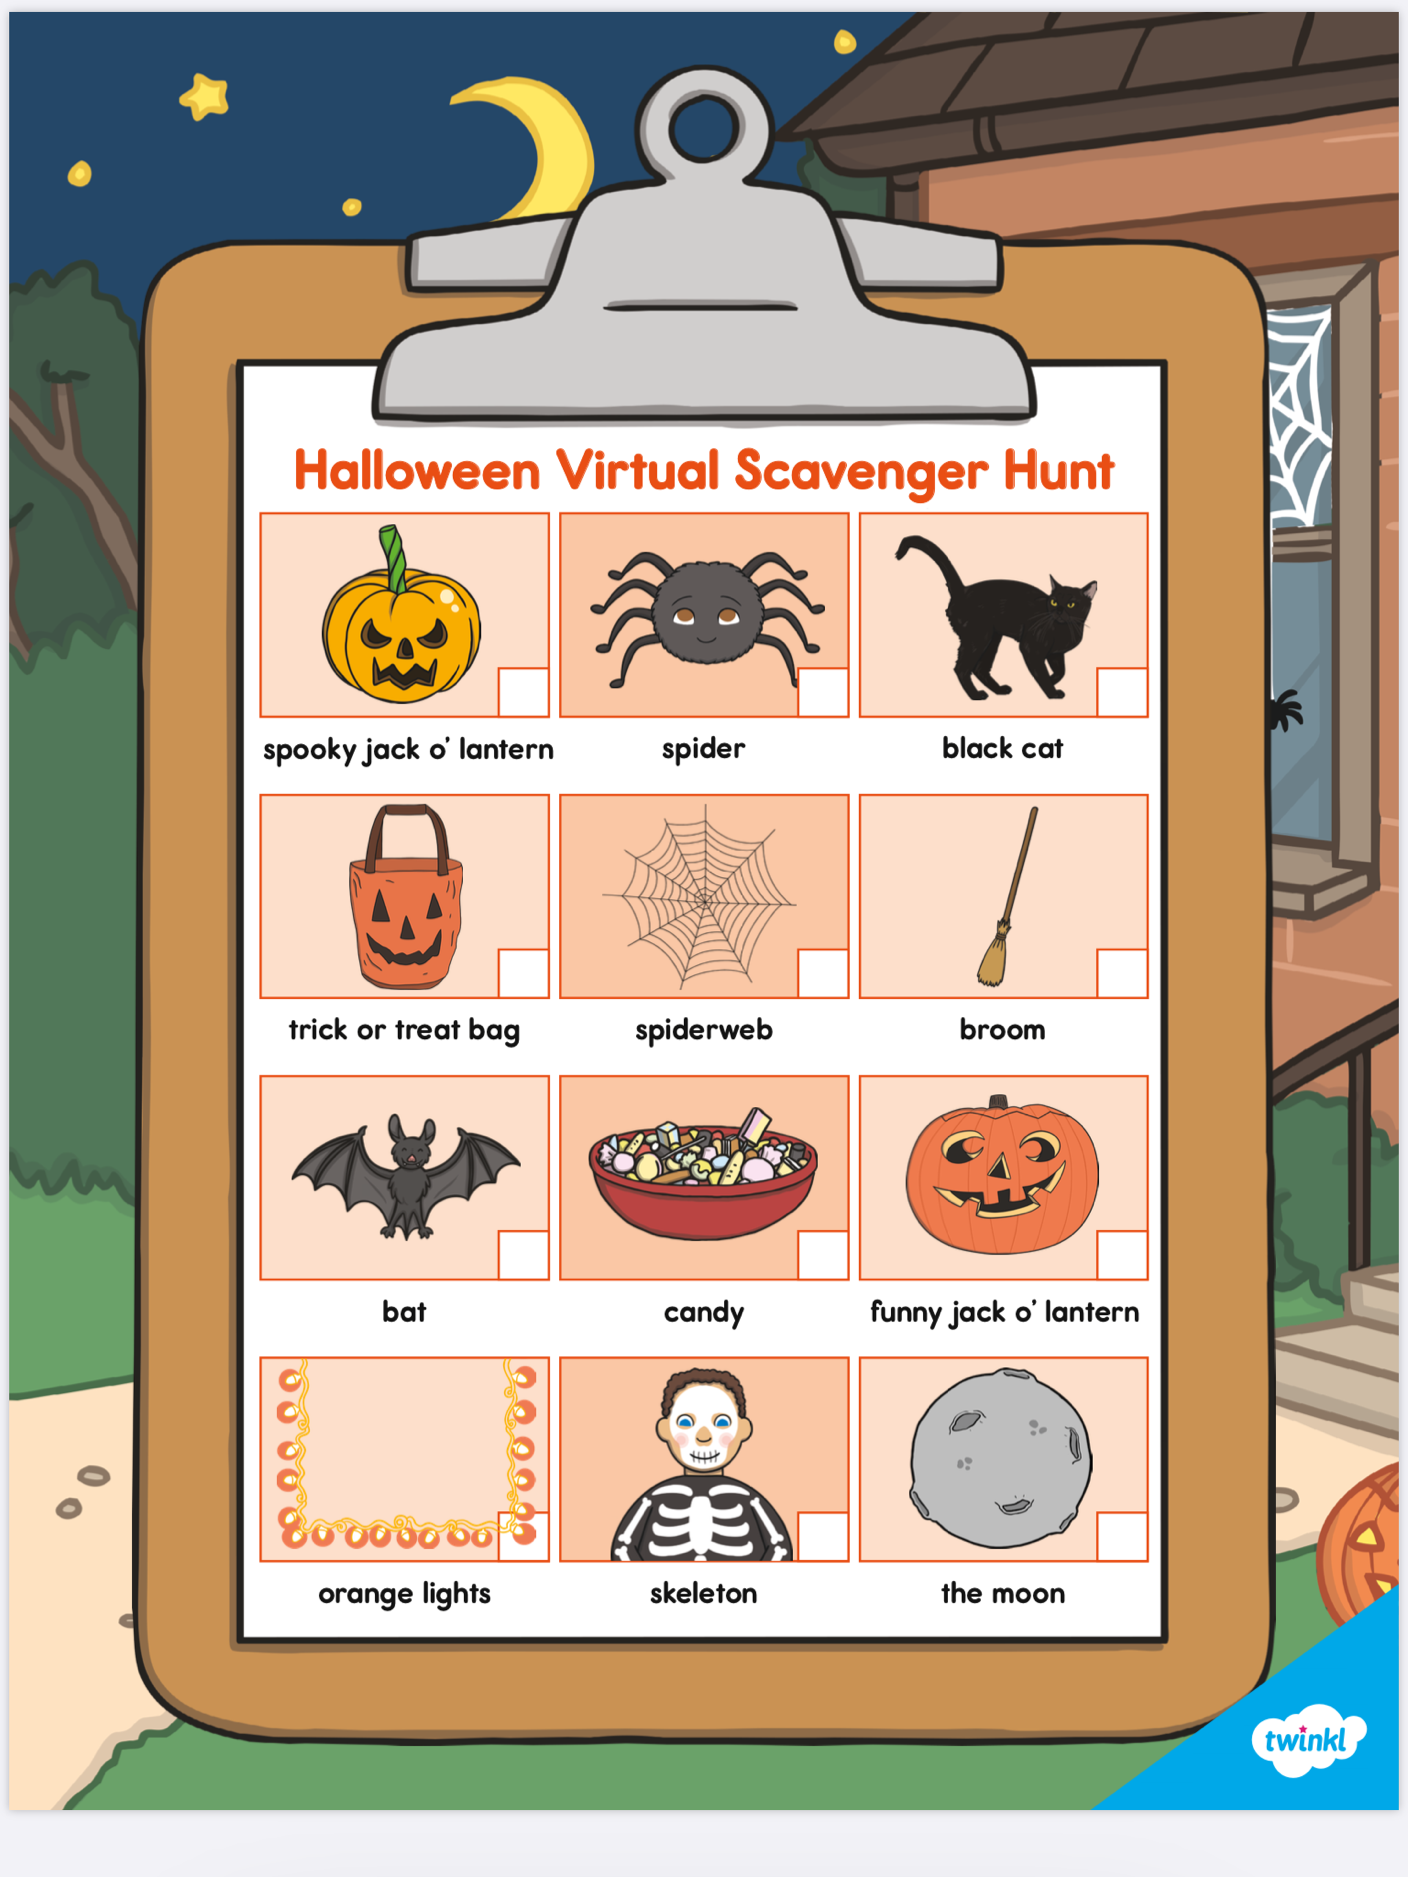 Halloween Virtual Scavenger Hunt
spooky jack o' lantern
spider
black cat
trick or treat bag
spiderweb
broom
bat
candy
funny jack o' lantern
orange lights
skeleton
the moon
twinkl